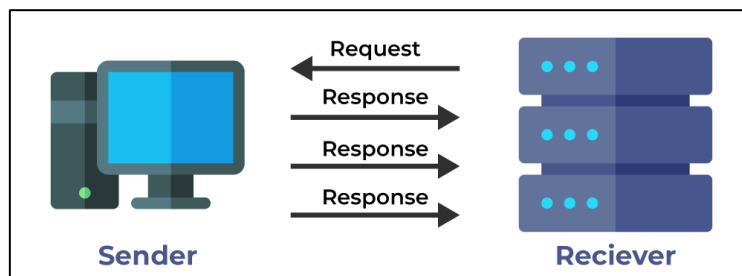 Request
Response
Response
Response
Sender
Reciever